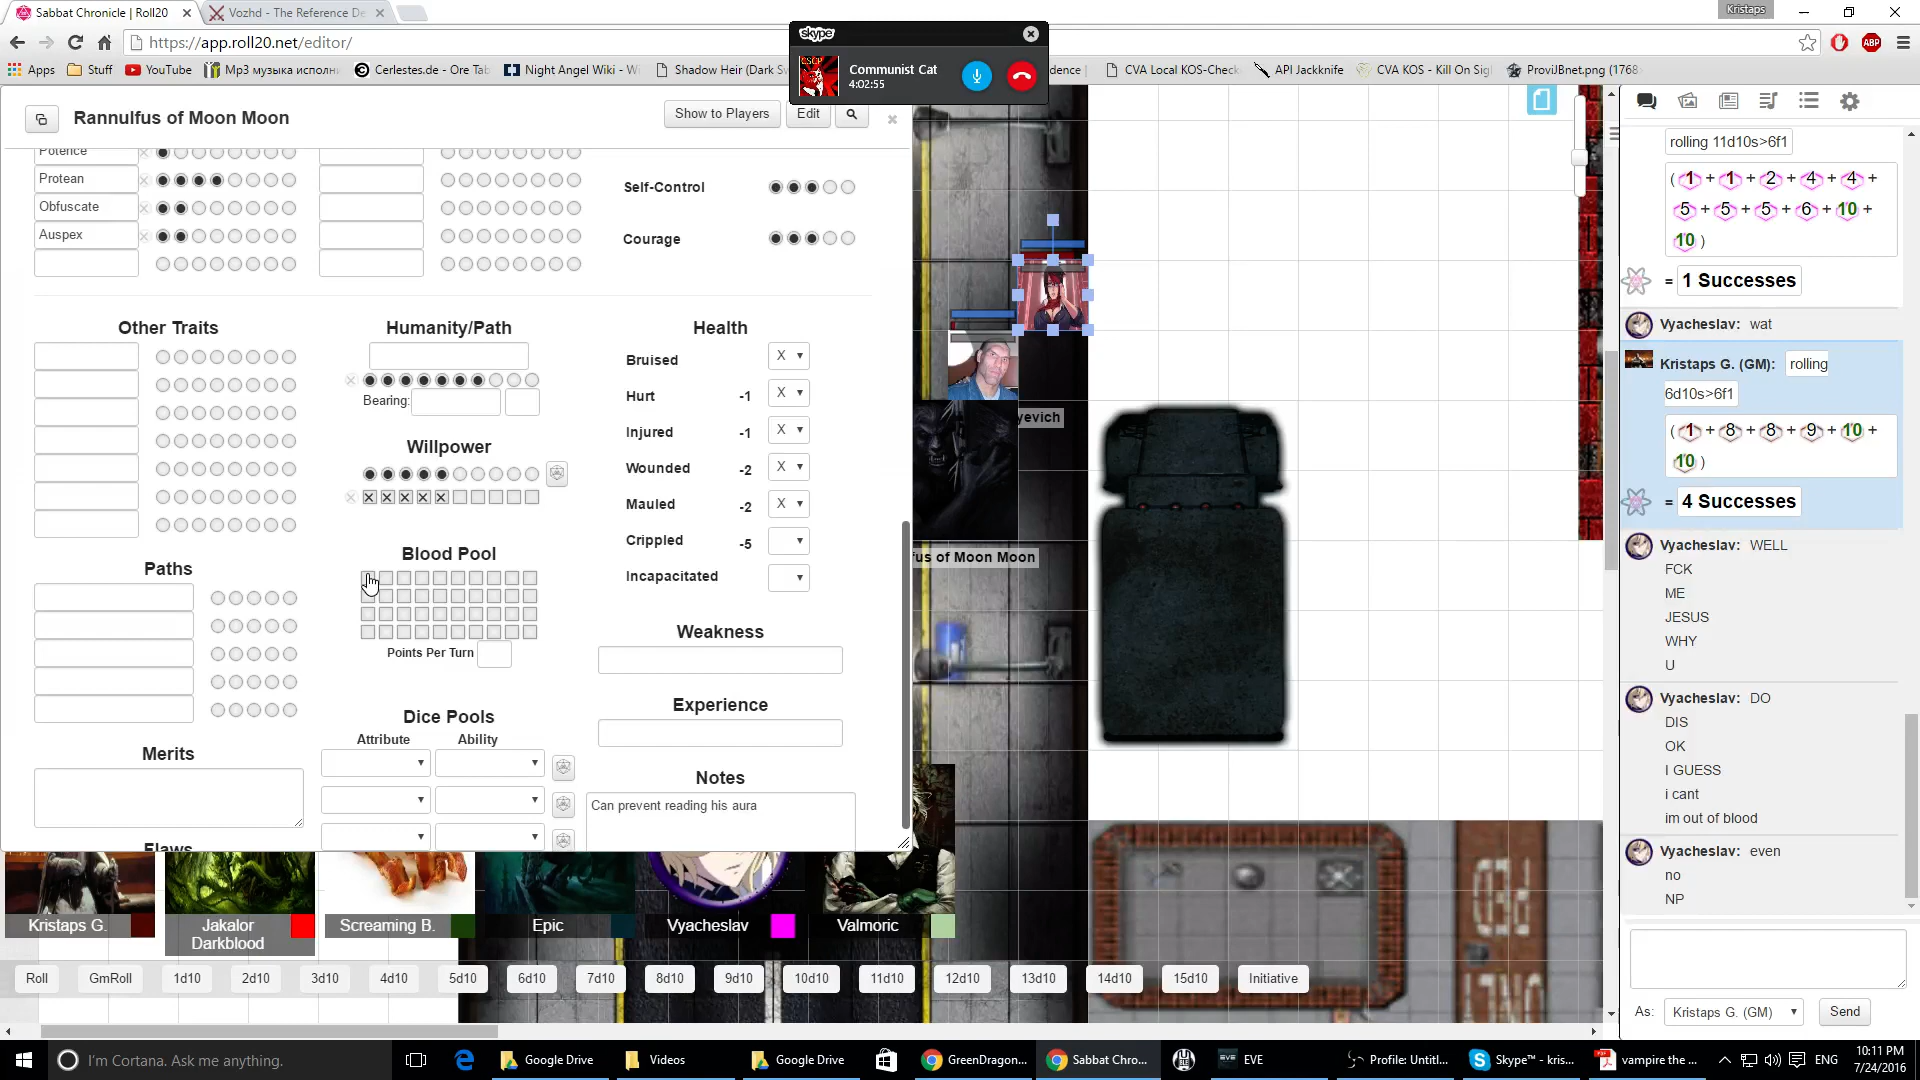 Sabbat Chronicle | Roll20
Vozhd - The Reference De
Kristaps
https://app.roll20.net/editor/
Apps
Stuff
YouTube
Mp3 музыка исполни
Cerlestes.de - Ore Tab
Night Angel Wiki - Wi
Shadow Heir (Dark S
dence |
CVA Local KOS-Check
API Jackknife
CVA KOS - Kill On Sigh
ProviJBnet.png (1768
skype
Communist Cat
4:02:55
Rannulfus of Moon Moon
Show to Players
Edit
Potence
Protean
Obfuscate
Auspex
Self-Control
Courage
Other Traits
Humanity/Path
Health
Bearing:
Bruised X
Hurt -1 X
Injured -1 X
Wounded -2 X
Mauled -2 X
Crippled -5
Incapacitated
Willpower
Blood Pool
Points Per Turn
Paths
Weakness
Experience
Dice Pools
Attribute Ability
Merits
Notes
Can prevent reading his aura
Flaws
yevich
fus of Moon Moon
rolling 11d10s>6f1
(1 + 1 + 2 + 4 + 4 +
5 + 5 + 5 + 6 + 10 +
10 )
= 1 Successes
Vyacheslav: wat
Kristaps G. (GM): rolling
6d10s>6f1
(1 + 8 + 8 + 9 + 10 +
10 )
= 4 Successes
Vyacheslav: WELL
FCK
ME
JESUS
WHY
U
Vyacheslav: DO
DIS
OK
I GUESS
i cant
im out of blood
Vyacheslav: even
no
NP
As: Kristaps G. (GM) Send
Kristaps G.
Jakalor
Darkblood
Screaming B.
Epic
Vyacheslav
Valmoric
Roll GmRoll 1d10 2d10 3d10 4d10 5d10 6d10 7d10 8d10 9d10 10d10 11d10 12d10 13d10 14d10 15d10 Initiative
I'm Cortana. Ask me anything.
Google Drive
Videos
Google Drive
GreenDragon...
Sabbat Chro...
EVE
Profile: Untitl...
Skype™ - kris...
vampire the ...
ENG
10:11 PM
7/24/2016